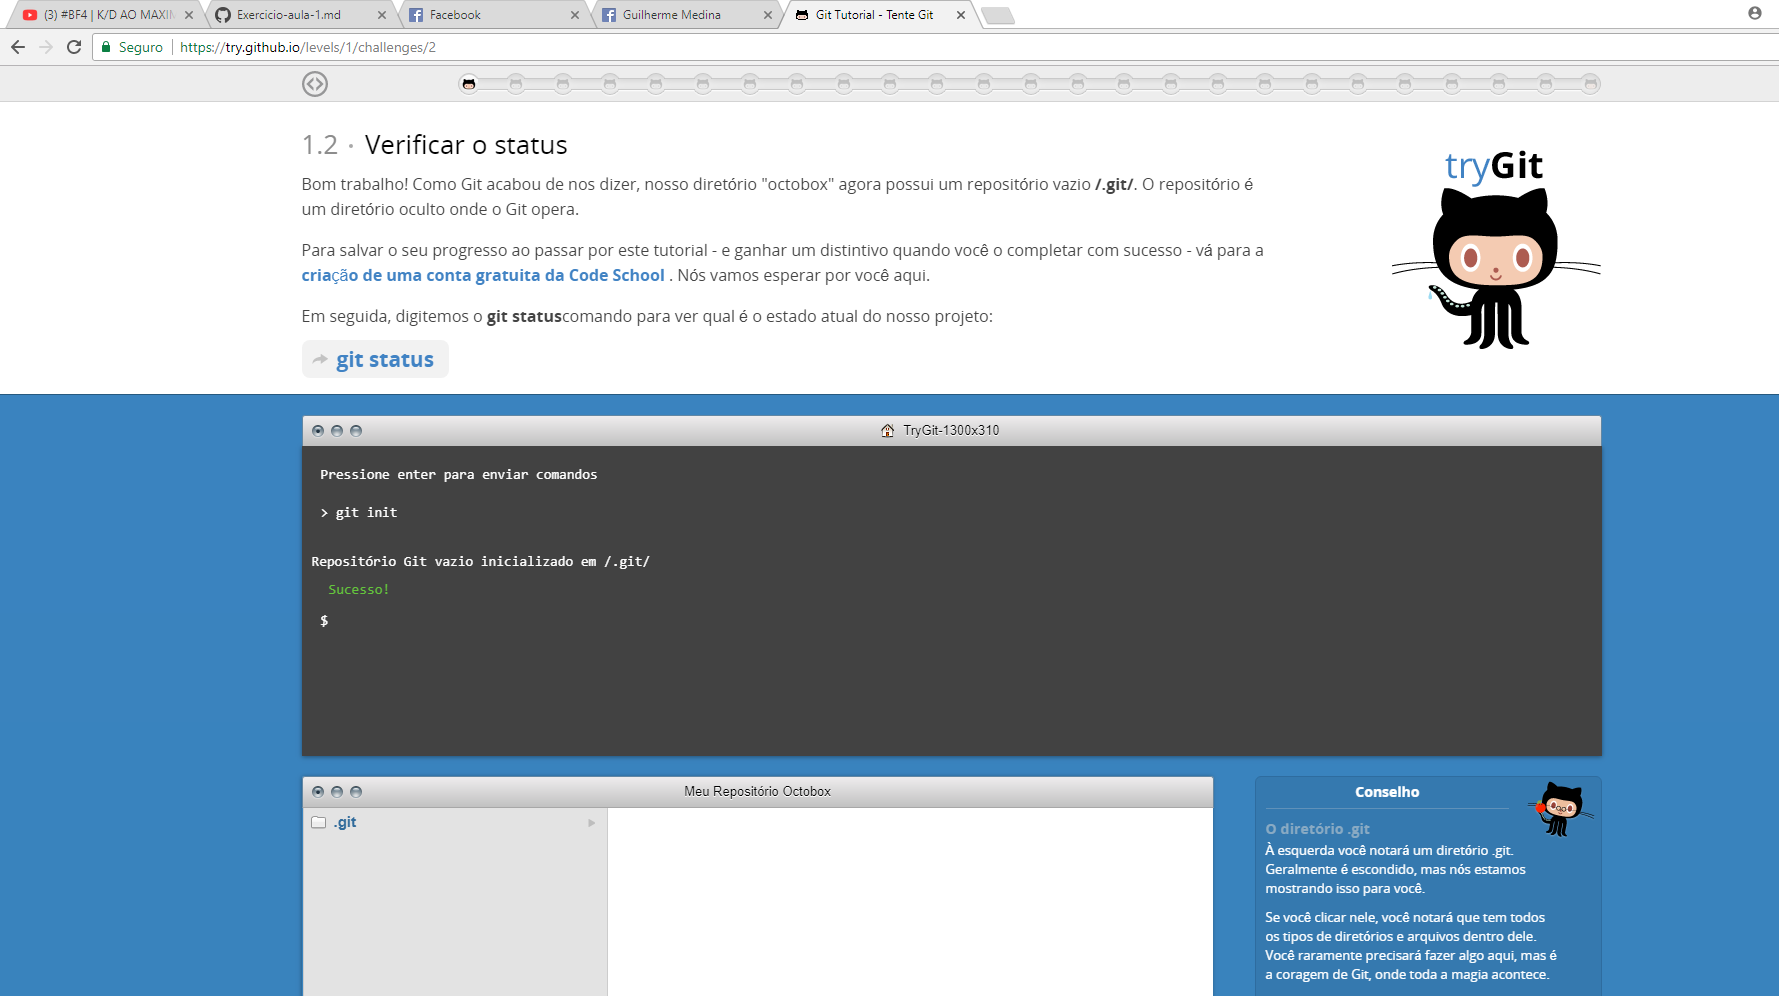 (3) #BF4 | K/D AO MAXIM
Exercicio-aula-1.md
Facebook
Guilherme Medina
Git Tutorial - Tente Git
Seguro
https://try.github.io/levels/1/challenges/2
1.2 · Verificar o status
Bom trabalho! Como Git acabou de nos dizer, nosso diretório "octobox" agora possui um repositório vazio /.git/. O repositório é
um diretório oculto onde o Git opera.
Para salvar o seu progresso ao passar por este tutorial - e ganhar um distintivo quando você o completar com sucesso - vá para a
criação de uma conta gratuita da Code School . Nós vamos esperar por você aqui.
Em seguida, digitemos o git statuscomando para ver qual é o estado atual do nosso projeto:
git status
tryGit
TryGit-1300x310
Pressione enter para enviar comandos
> git init
Repositório Git vazio inicializado em /.git/
Sucesso!
$
Meu Repositório Octobox
.git
Conselho
O diretório .git
À esquerda você notará um diretório .git.
Geralmente é escondido, mas nós estamos
mostrando isso para você.
Se você clicar nele, você notará que tem todos
os tipos de diretórios e arquivos dentro dele.
Você raramente precisará fazer algo aqui, mas é
a coragem de Git, onde toda a magia acontece.